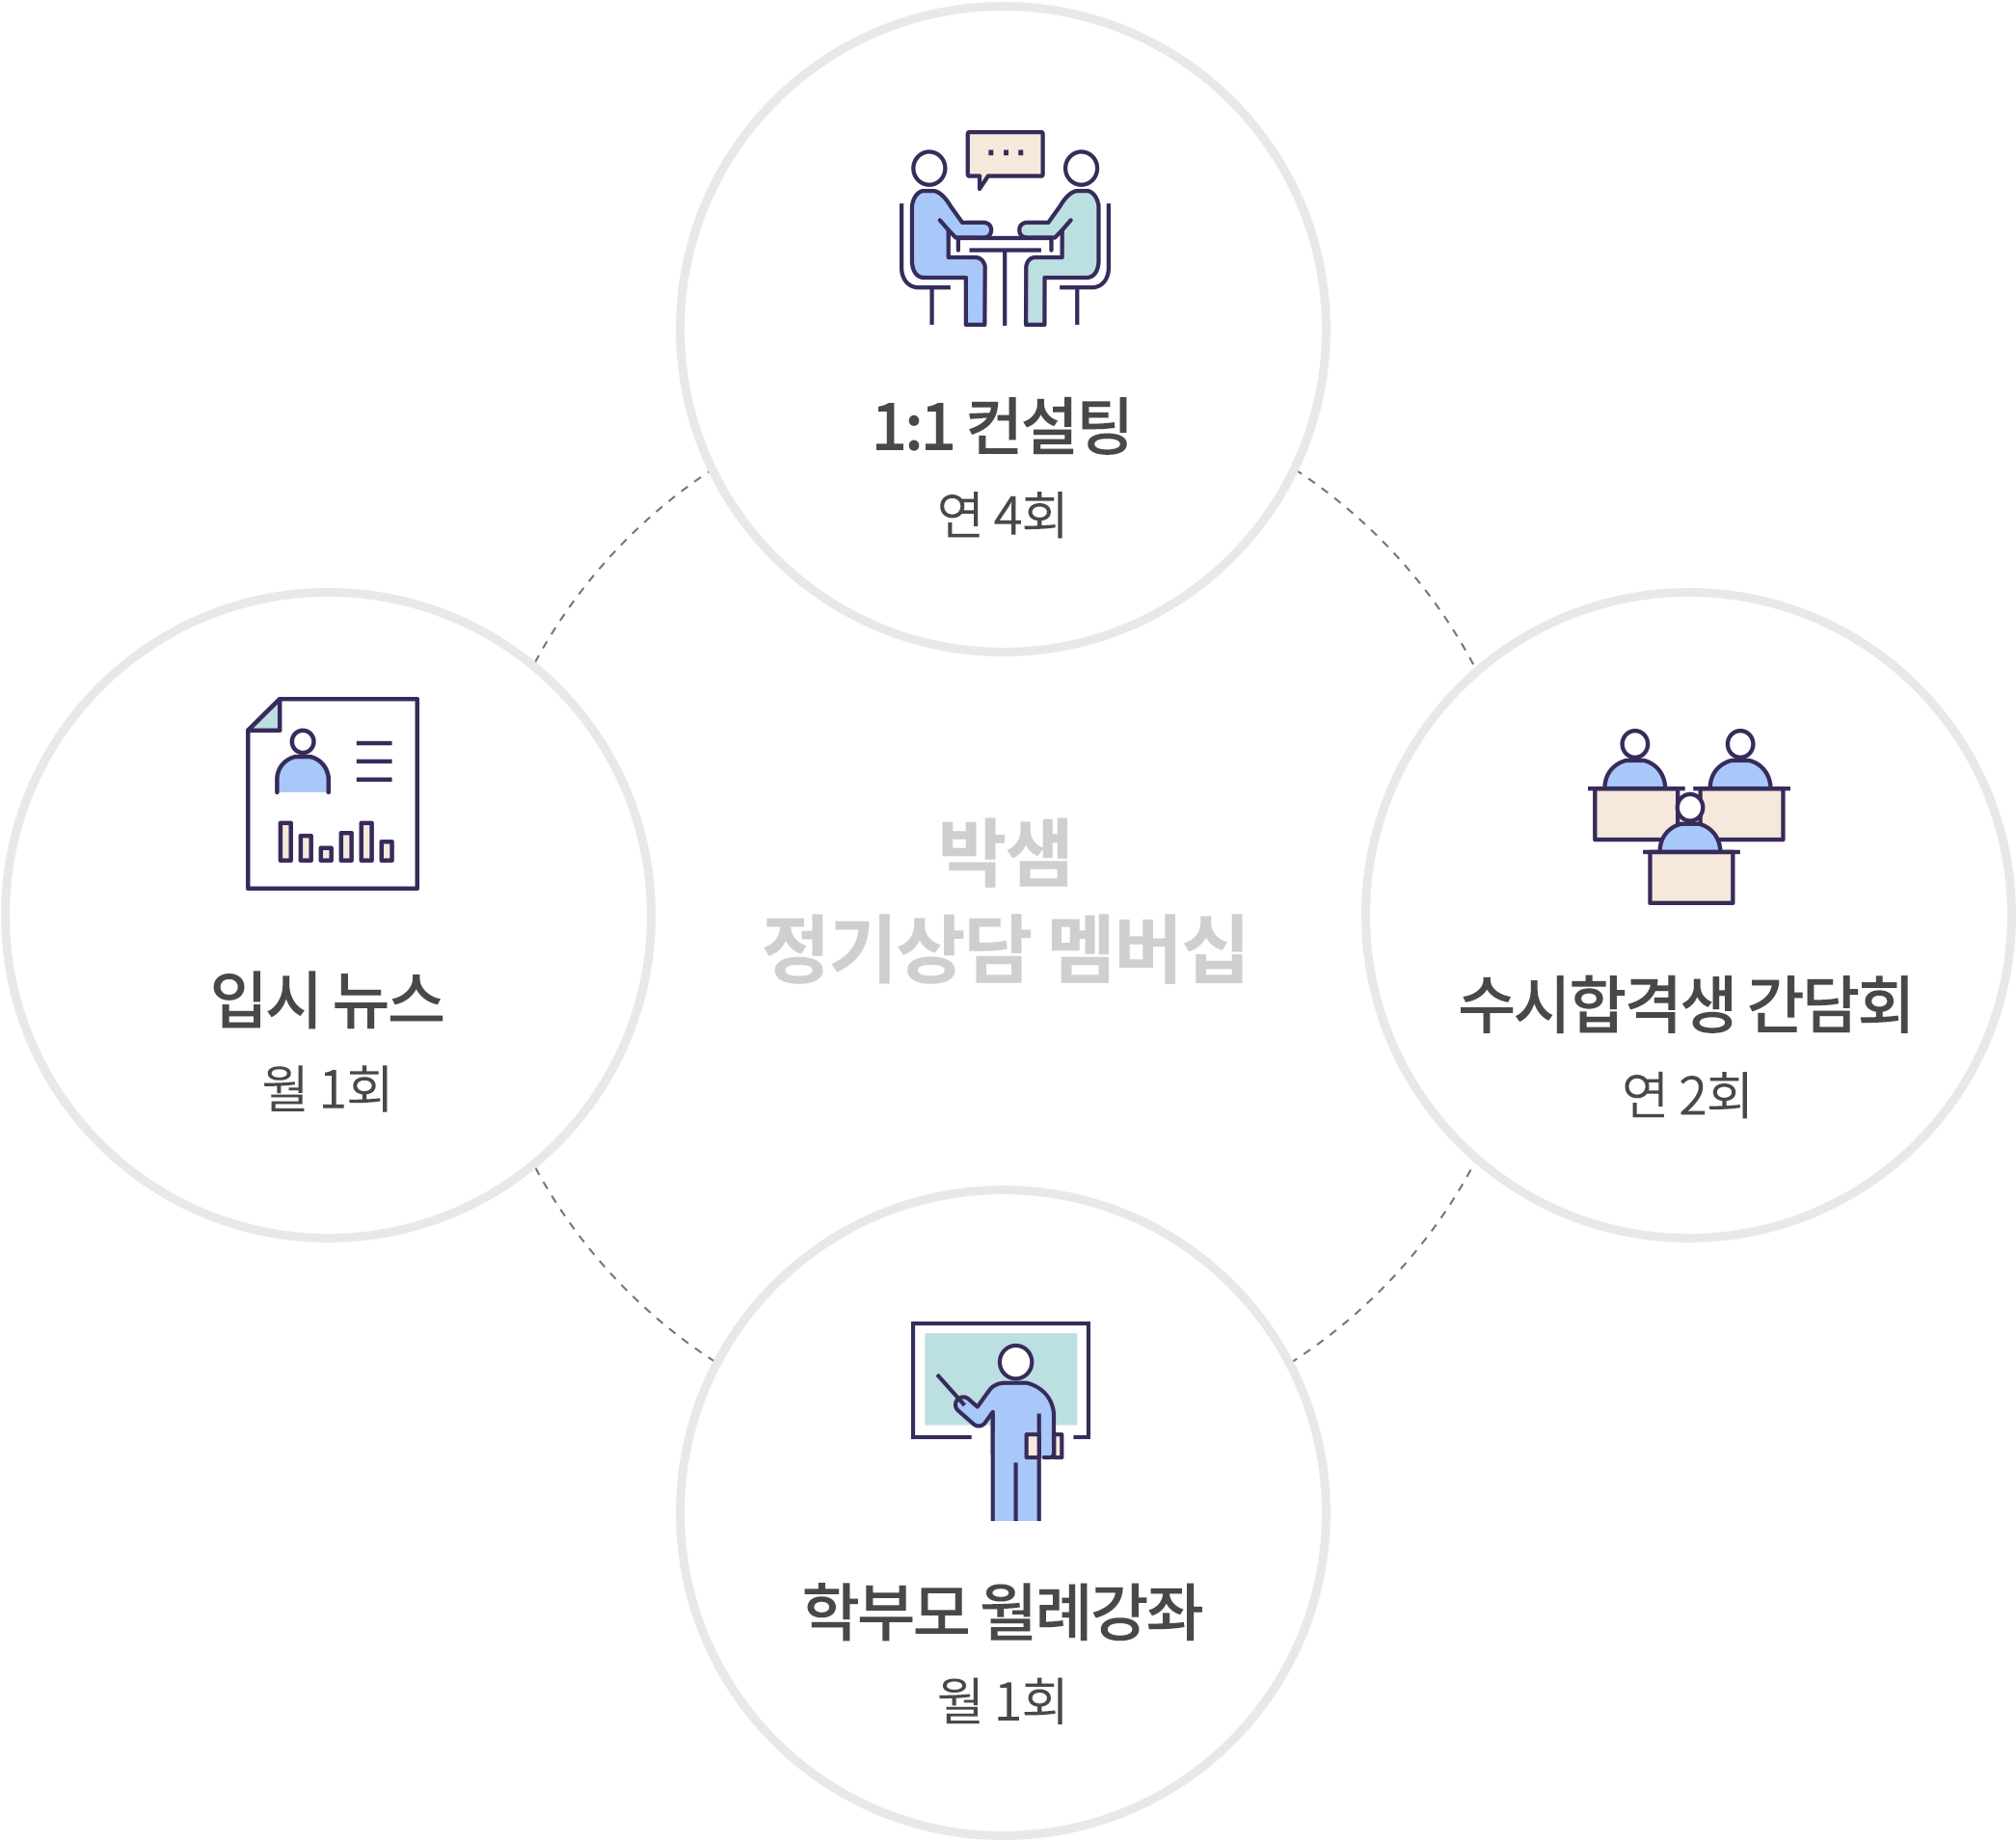 1:1 컨설팅
연 4회
입시 뉴스
월 1회
박쌤
정기상담 멤버십
수시합격생 간담회
연 2회
학부모 월레강좌
월 1회